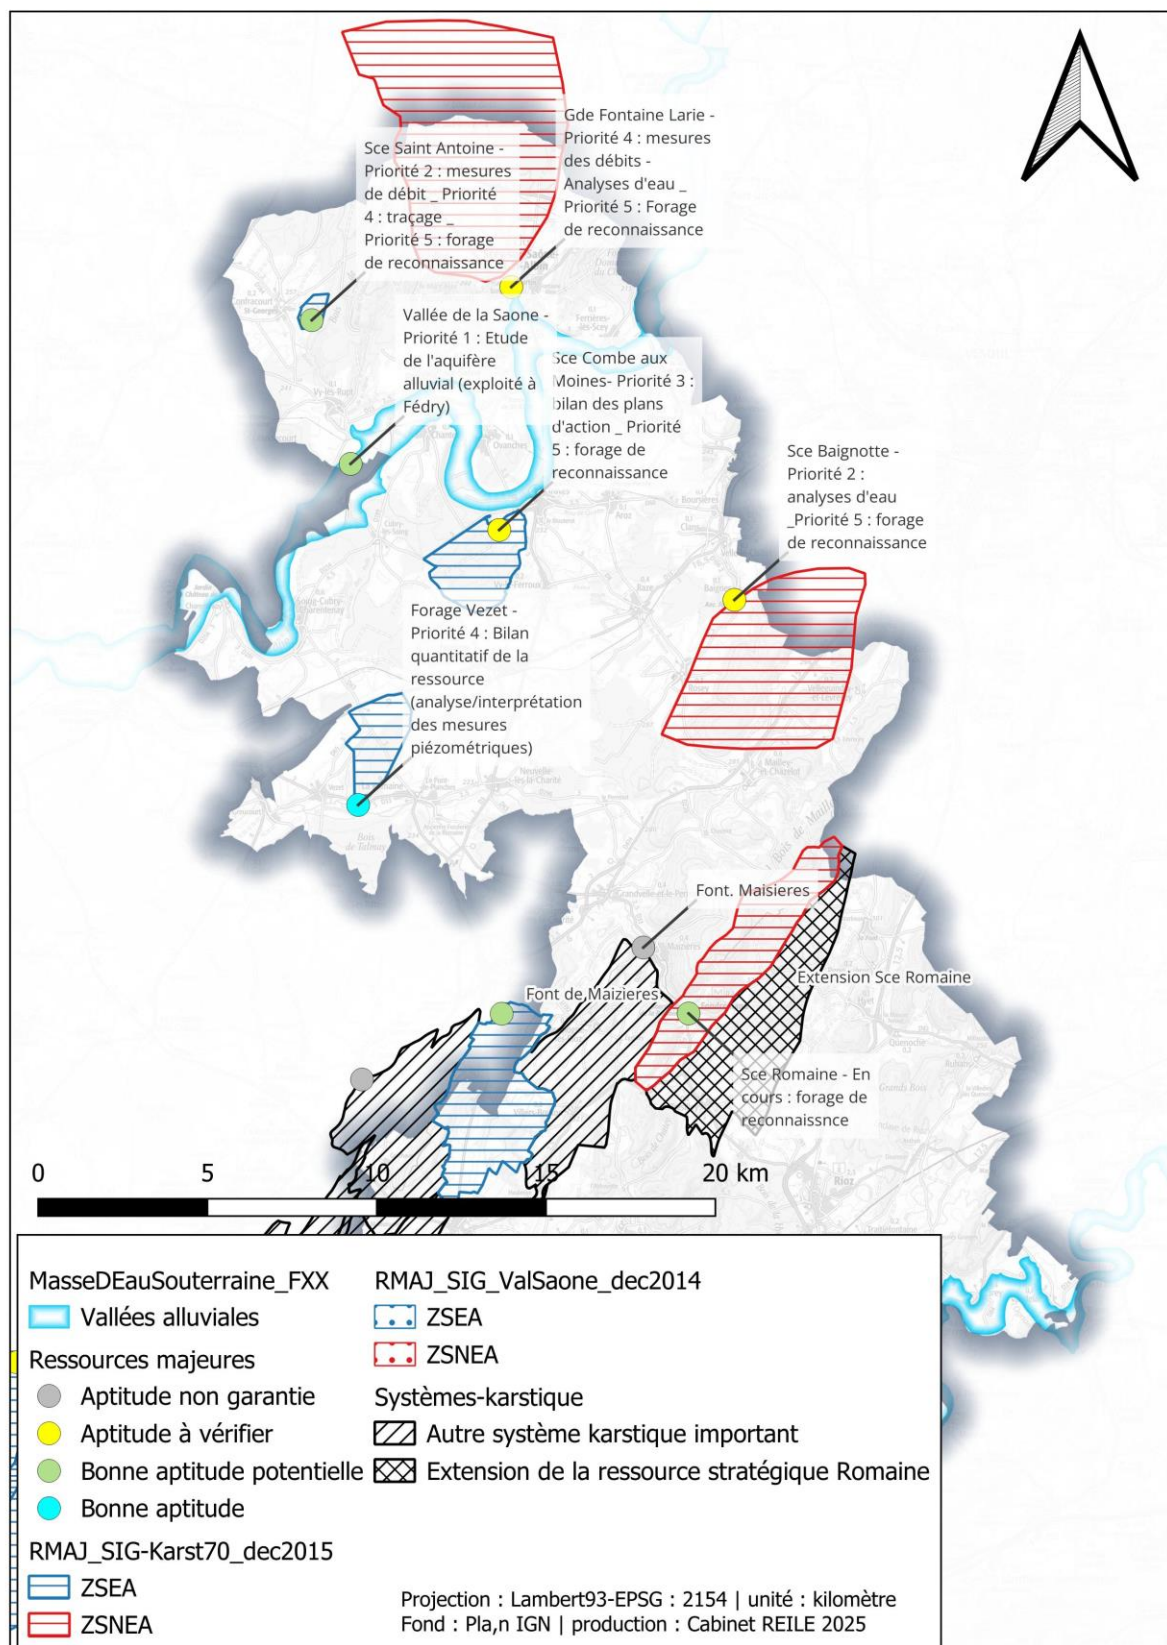 Gde Fontaine Larie -
Priorité 4 : mesures
des débits -
Analyses d'eau _
Priorité 5 : Forage
de reconnaissance
Sce Saint Antoine -
Priorité 2 : mesures
de débit _ Priorité
4 : traçage _
Priorité 5 : forage
de reconnaissance
Vallée de la Saone -
Priorité 1 : Etude
de l'aquifère
alluvial (exploité à
Fédry)
Sce Combe aux
Moines- Priorité 3 :
bilan des plans
d'action _ Priorité
5 : forage de
reconnaissance
Sce Baignotte -
Priorité 2 :
analyses d'eau
_Priorité 5 : forage
de reconnaissance
Forage Vezet -
Priorité 4 : Bilan
quantitatif de la
ressource
(analyse/interprétation
des mesures
piézométriques)
Raze
Vezet
Font. Maisieres
Extension Sce Romaine
Font de Maizieres
Sce Romaine - En
cours : forage de
reconnaissnce
Rioz
0 5 10 15 20 km
MasseDEauSouterraine_FXX
Vallées alluviales
Ressources majeures
Aptitude non garantie
Aptitude à vérifier
Bonne aptitude potentielle
Bonne aptitude
RMAJ_SIG-Karst70_dec2015
ZSEA
ZSNEA
RMAJ_SIG_ValSaone_dec2014
ZSEA
ZSNEA
Systèmes-karstique
Autre système karstique important
Extension de la ressource stratégique Romaine
Projection : Lambert93-EPSG : 2154 | unité : kilomètre
Fond : Pla,n IGN | production : Cabinet REILE 2025